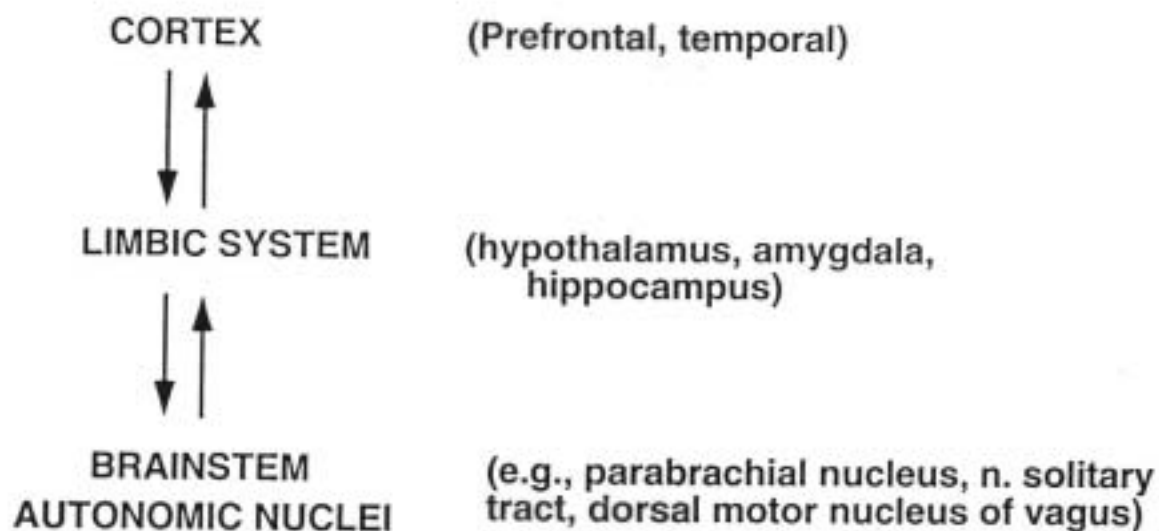 CORTEX (Prefrontal, temporal)
LIMBIC SYSTEM (hypothalamus, amygdala,
hippocampus)
BRAINSTEM (e.g., parabrachial nucleus, n. solitary
AUTONOMIC NUCLEI tract, dorsal motor nucleus of vagus)